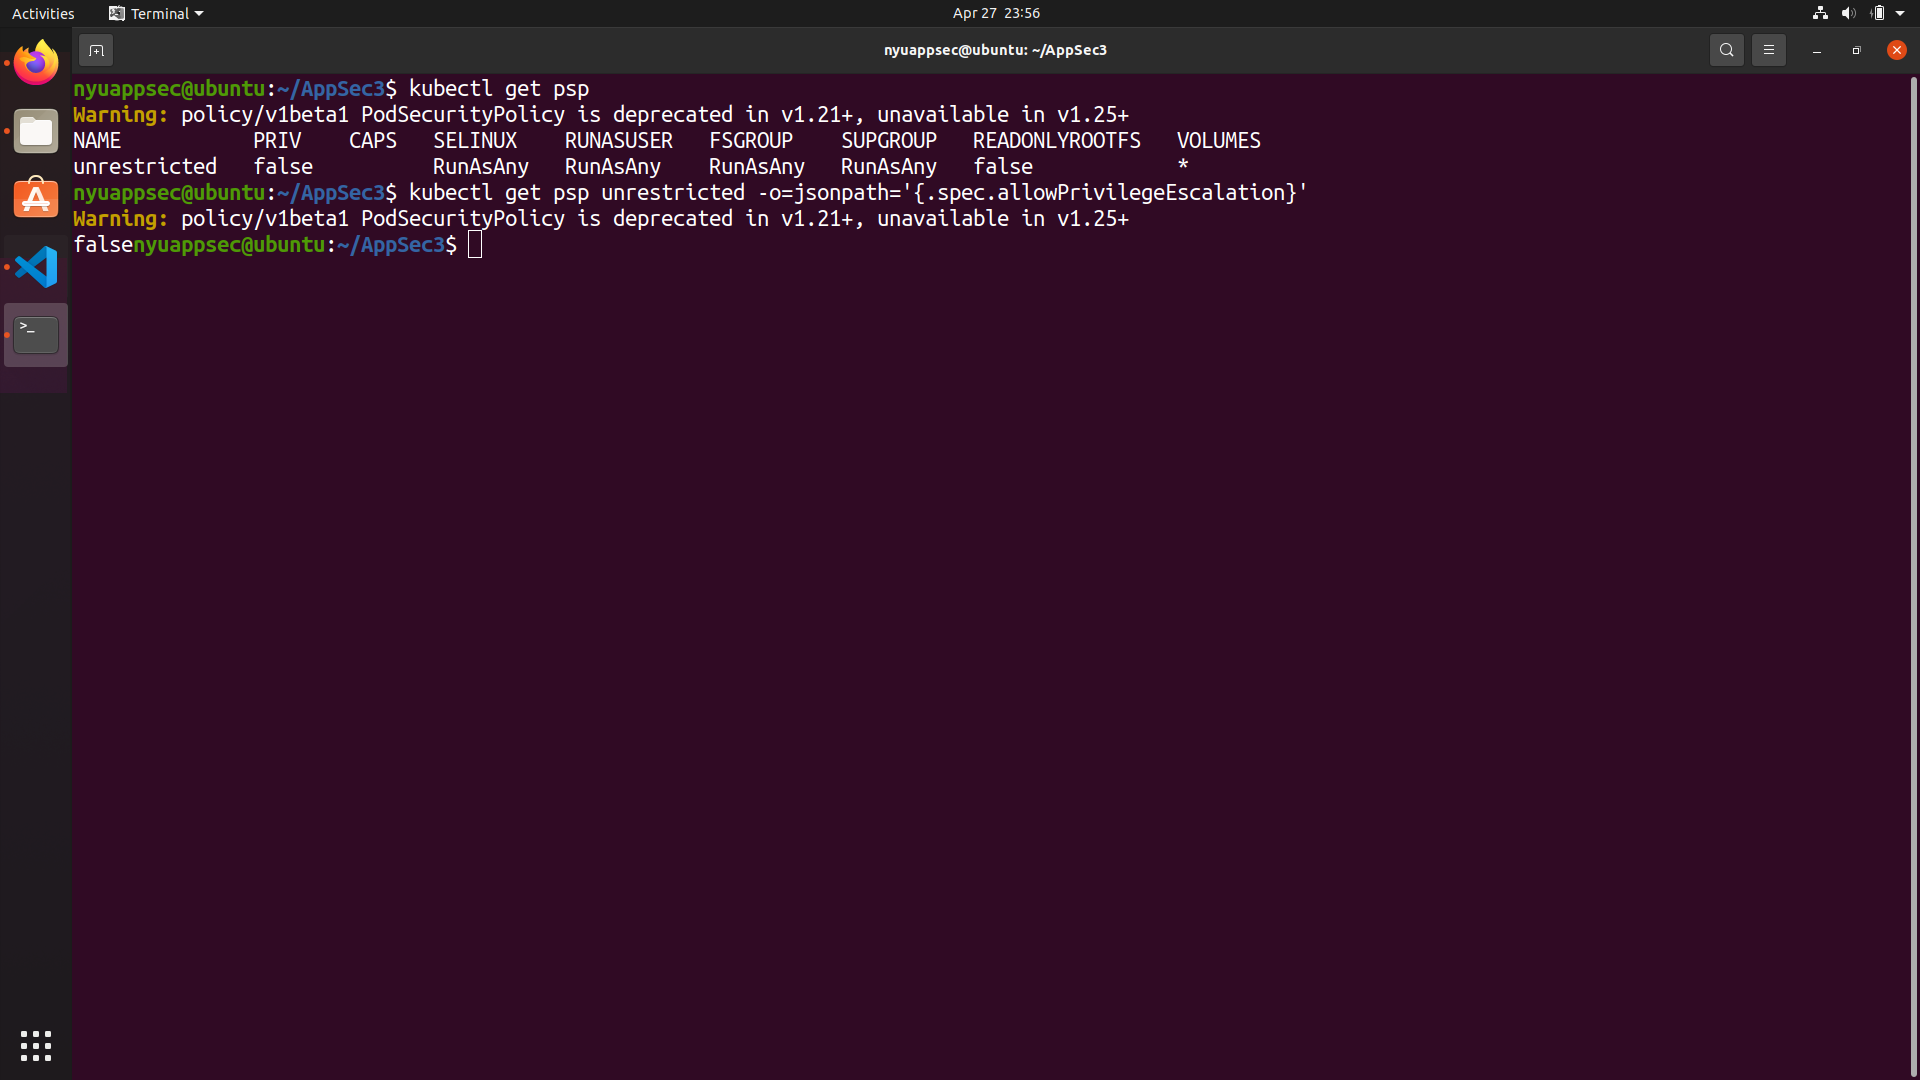 Activities Terminal Apr 27 23:56
nyuappsec@ubuntu: ~/AppSec3
nyuappsec@ubuntu:~/AppSec3$ kubectl get psp
Warning: policy/v1beta1 PodSecurityPolicy is deprecated in v1.21+, unavailable in v1.25+
NAME PRIV CAPS SELINUX RUNASUSER FSGROUP SUPGROUP READONLYROOTFS VOLUMES
unrestricted false RunAsAny RunAsAny RunAsAny RunAsAny false *
nyuappsec@ubuntu:~/AppSec3$ kubectl get psp unrestricted -o=jsonpath='{.spec.allowPrivilegeEscalation}'
Warning: policy/v1beta1 PodSecurityPolicy is deprecated in v1.21+, unavailable in v1.25+
falsenyuappsec@ubuntu:~/AppSec3$